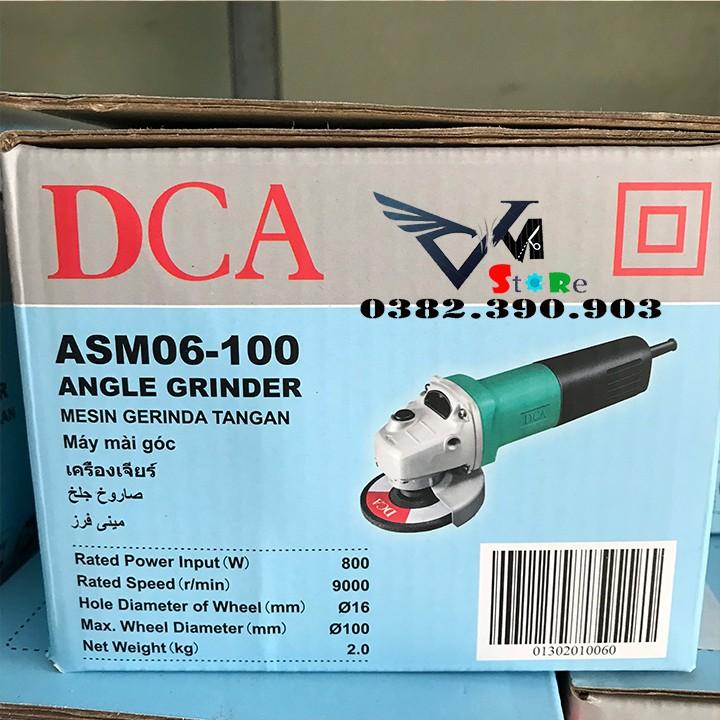 DCA
VM
StoRe
0382.390.903
ASM06-100
ANGLE GRINDER
MESIN GERINDA TANGAN
Máy mài góc
เครื่องเจียร์
صاروخ جلخ
مینی فرز
DCA
DCA
Rated Power Input (W) 800
Rated Speed (r/min) 9000
Hole Diameter of Wheel (mm) Ø16
Max. Wheel Diameter (mm) Ø100
Net Weight (kg) 2.0
01302010060